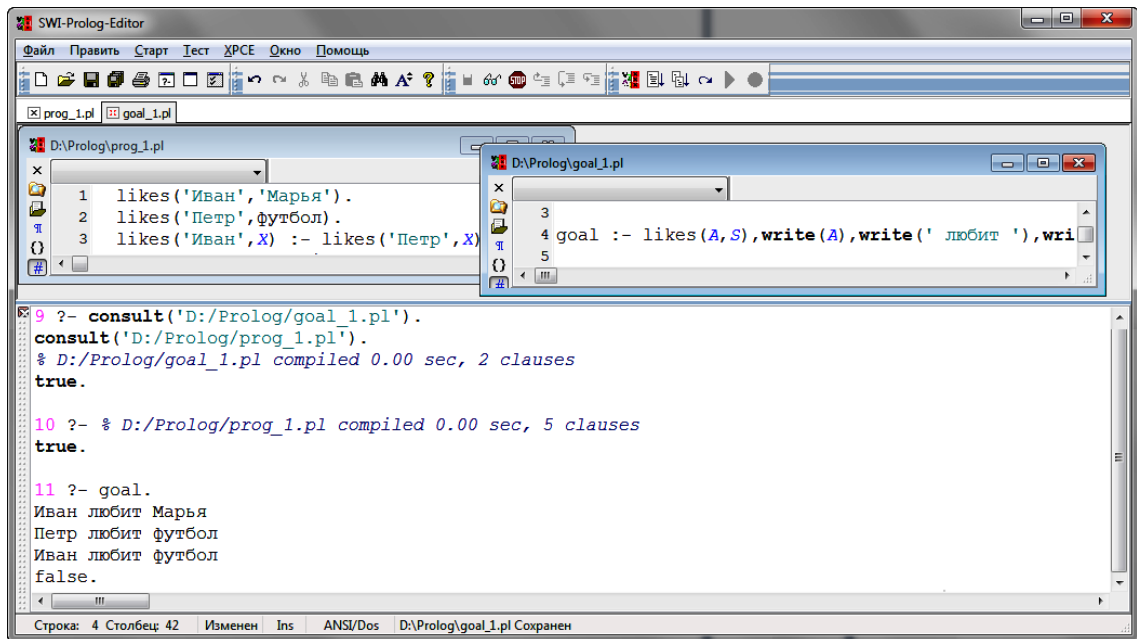 SWI-Prolog-Editor
Файл Править Старт Тест XPCE Окно Помощь
prog_1.pl goal_1.pl
D:\Prolog\prog_1.pl
1 likes('Иван','Марья').
2 likes('Петр',футбол).
3 likes('Иван',X) :- likes('Петр',X)
D:\Prolog\goal_1.pl
3
4 goal :- likes(A,S),write(A),write(' любит '),wri
5
9 ?- consult('D:/Prolog/goal_1.pl').
consult('D:/Prolog/prog_1.pl').
% D:/Prolog/goal_1.pl compiled 0.00 sec, 2 clauses
true.
10 ?- % D:/Prolog/prog_1.pl compiled 0.00 sec, 5 clauses
true.
11 ?- goal.
Иван любит Марья
Петр любит футбол
Иван любит футбол
false.
Строка: 4 Столбец: 42 Изменен Ins ANSI/Dos D:\Prolog\goal_1.pl Сохранен